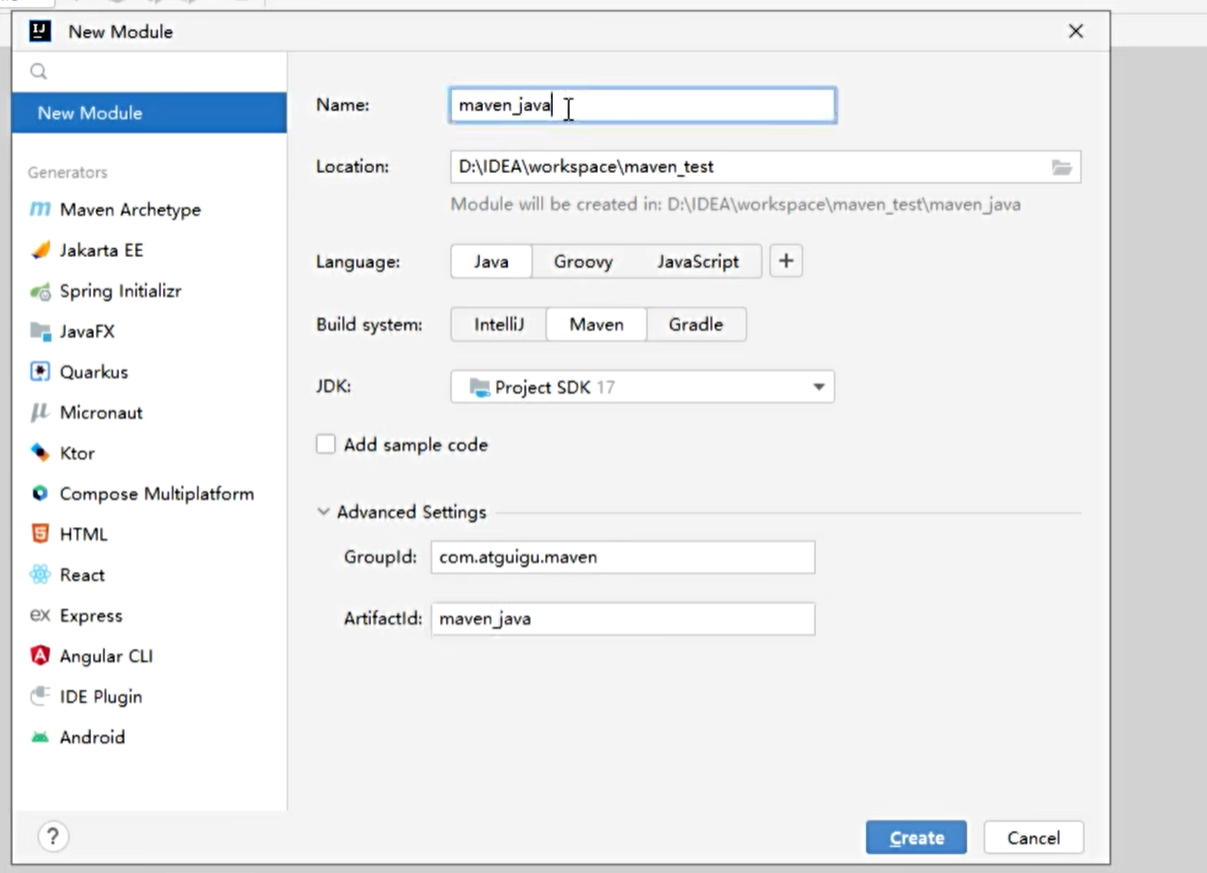 New Module
New Module
Generators
Maven Archetype
Jakarta EE
Spring Initializr
JavaFX
Quarkus
Micronaut
Ktor
Compose Multiplatform
HTML
React
ex Express
Angular CLI
IDE Plugin
Android
Name: maven_java
Location: D:\IDEA\workspace\maven_test
Module will be created in: D:\IDEA\workspace\maven_test\maven_java
Language: Java Groovy JavaScript +
Build system: IntelliJ Maven Gradle
JDK: Project SDK 17
Add sample code
Advanced Settings
GroupId: com.atguigu.maven
ArtifactId: maven_java
? Create Cancel